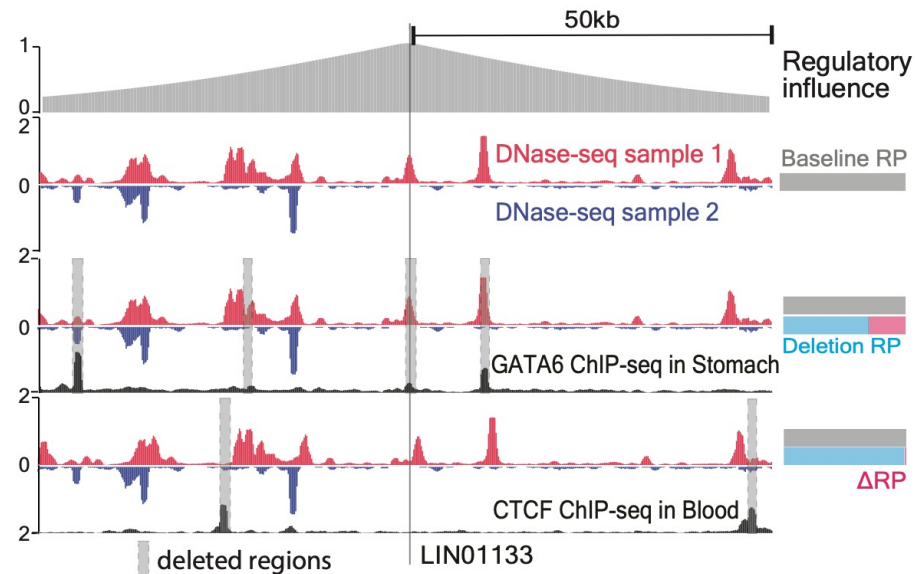 50kb
1
0
Regulatory
influence
2
0
2
DNase-seq sample 1
DNase-seq sample 2
Baseline RP
2
0
2
GATA6 ChIP-seq in Stomach
Deletion RP
2
0
2
CTCF ChIP-seq in Blood
ΔRP
deleted regions
LIN01133